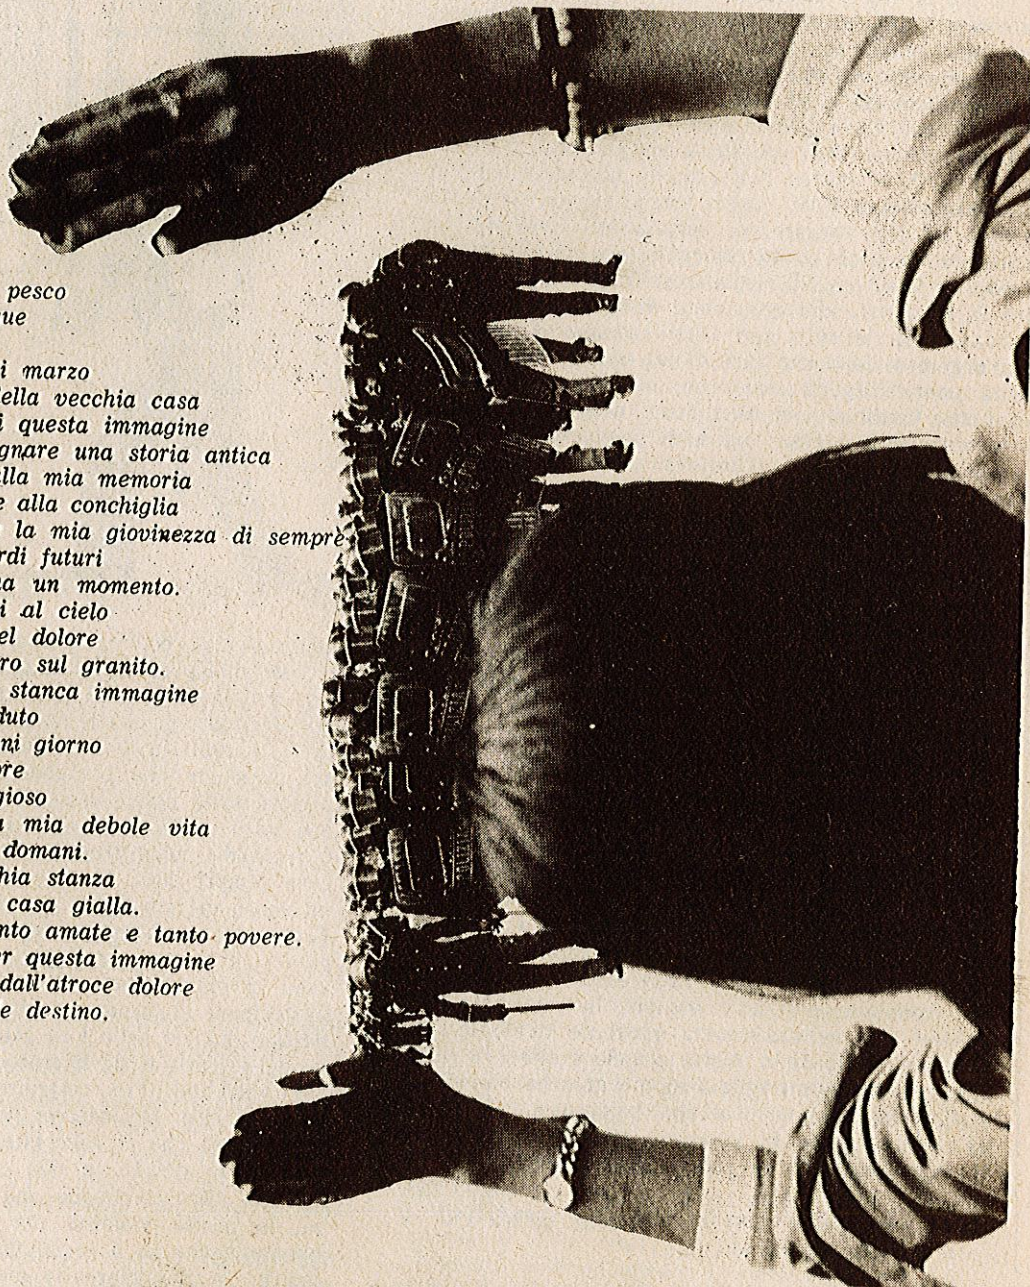 pesco
ue
i marzo
ella vecchia casa
i questa immagine
gnare una storia antica
lla mia memoria
e alla conchiglia
la mia giovinezza di sempre
rdi futuri
a un momento.
i al cielo
el dolore
ro sul granito.
stanca immagine
duto
ni giorno
re
gioso
a mia debole vita
domani.
hia stanza
casa gialla.
nto amate e tanto povere.
r questa immagine
dall'atroce dolore
e destino.